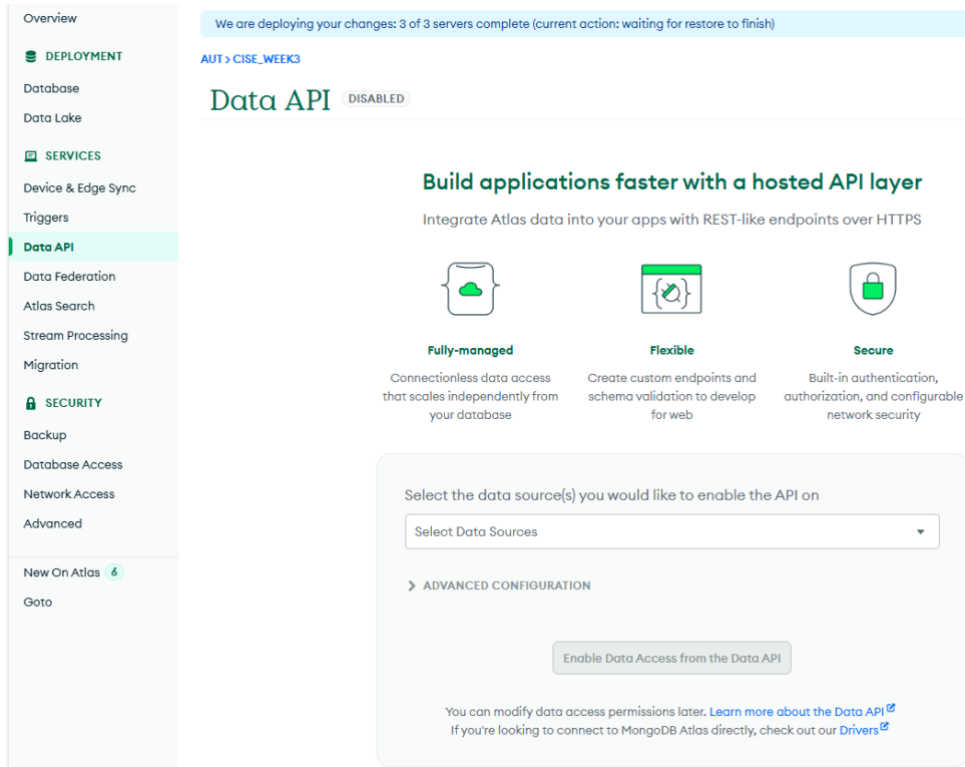 Overview
DEPLOYMENT
Database
Data Lake
SERVICES
Device & Edge Sync
Triggers
Data API
Data Federation
Atlas Search
Stream Processing
Migration
SECURITY
Backup
Database Access
Network Access
Advanced
New On Atlas 6
Goto
We are deploying your changes: 3 of 3 servers complete (current action: waiting for restore to finish)
AUT > CISE_WEEK3
Data API DISABLED
Build applications faster with a hosted API layer
Integrate Atlas data into your apps with REST-like endpoints over HTTPS
Fully-managed
Connectionless data access
that scales independently from
your database
Flexible
Create custom endpoints and
schema validation to develop
for web
Secure
Built-in authentication,
authorization, and configurable
network security
Select the data source(s) you would like to enable the API on
Select Data Sources
ADVANCED CONFIGURATION
Enable Data Access from the Data API
You can modify data access permissions later. Learn more about the Data API
If you're looking to connect to MongoDB Atlas directly, check out our Drivers